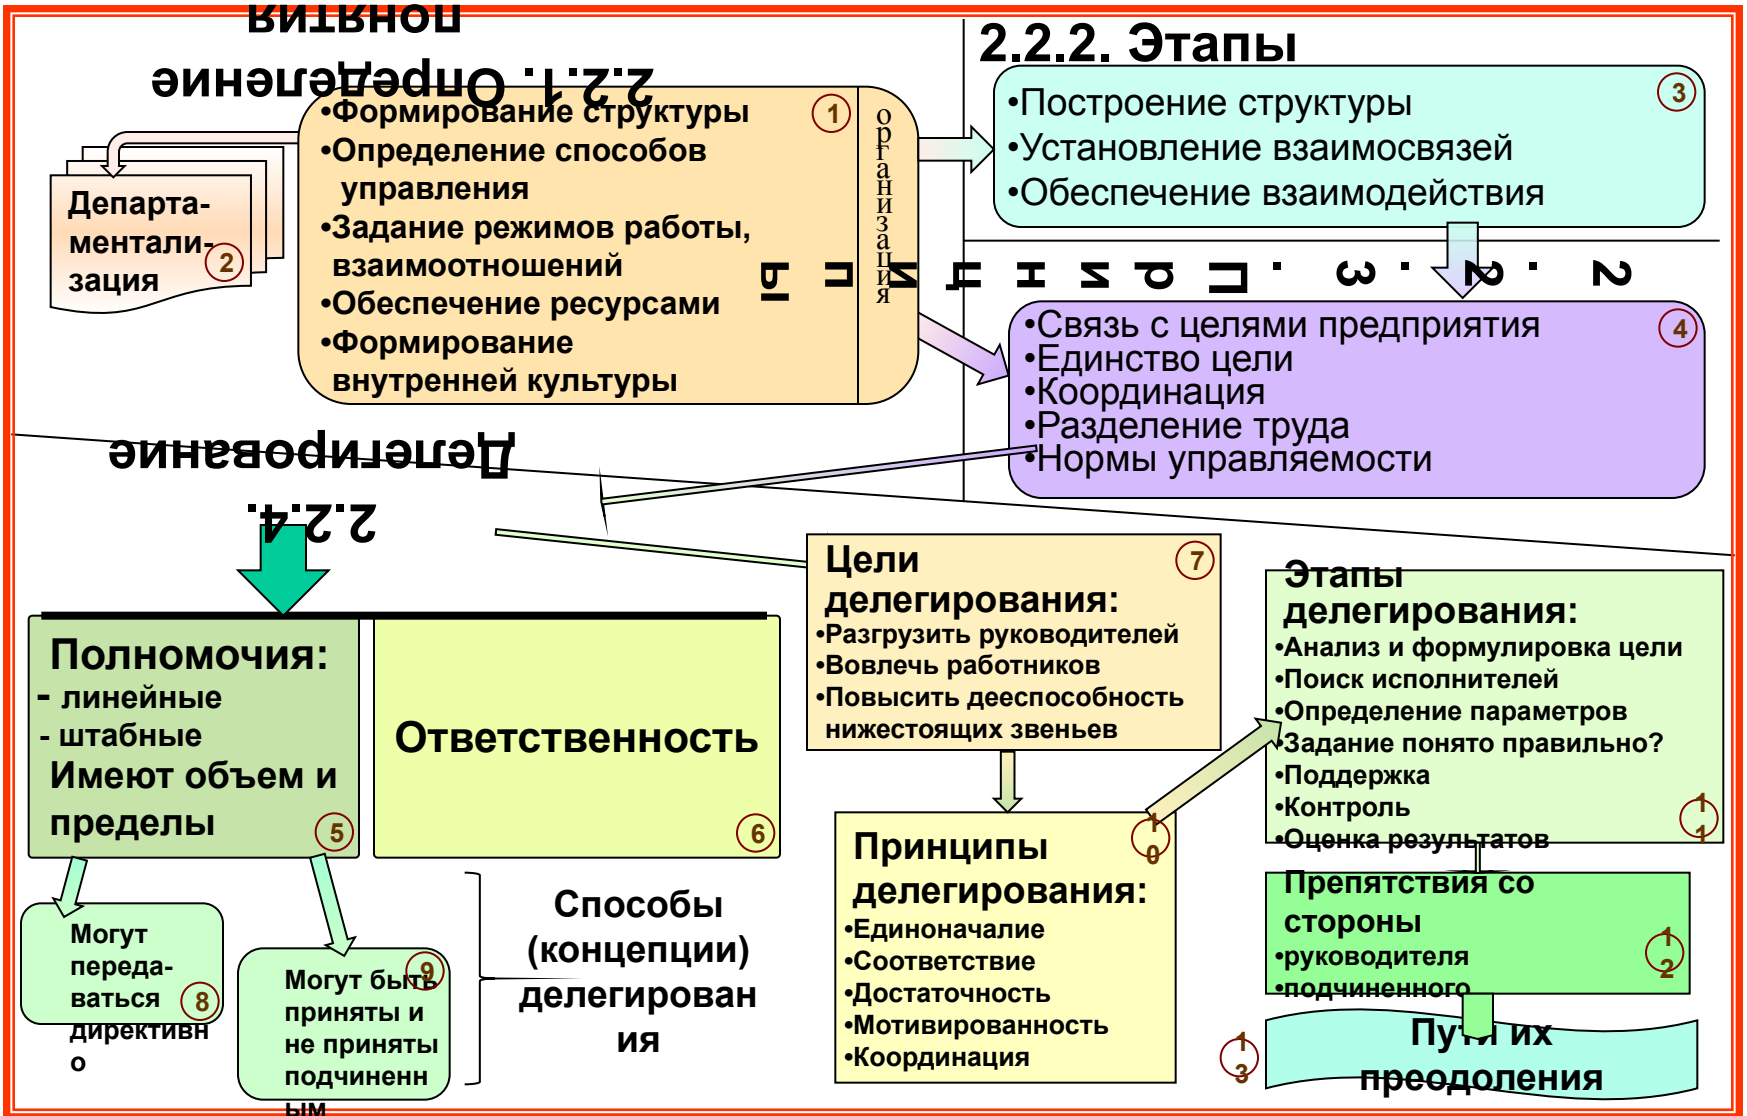 2.2.1. Определение
понятия
•Формирование структуры
•Определение способов
управления
•Задание режимов работы,
взаимоотношений
•Обеспечение ресурсами
•Формирование
внутренней культуры
1
организация
Департа-
ментали-
зация
2
2.2.2. Этапы
•Построение структуры
•Установление взаимосвязей
•Обеспечение взаимодействия
3
2.2.3. Принципы
•Связь с целями предприятия
•Единство цели
•Координация
•Разделение труда
•Нормы управляемости
4
2.2.4.
Делегирование
Полномочия:
- линейные
- штабные
Имеют объем и
пределы
5
Ответственность
6
Цели
делегирования:
•Разгрузить руководителей
•Вовлечь работников
•Повысить дееспособность
нижестоящих звеньев
7
Могут
переда-
ваться
директивн
о
8
Могут быть
приняты и
не приняты
подчиненн
ым
9
Способы
(концепции)
делегирован
ия
Принципы
делегирования:
•Единоначалие
•Соответствие
•Достаточность
•Мотивированность
•Координация
10
Этапы
делегирования:
•Анализ и формулировка цели
•Поиск исполнителей
•Определение параметров
•Задание понято правильно?
•Поддержка
•Контроль
•Оценка результатов
11
Препятствия со
стороны
•руководителя
•подчиненного
12
Пути их
преодоления
13